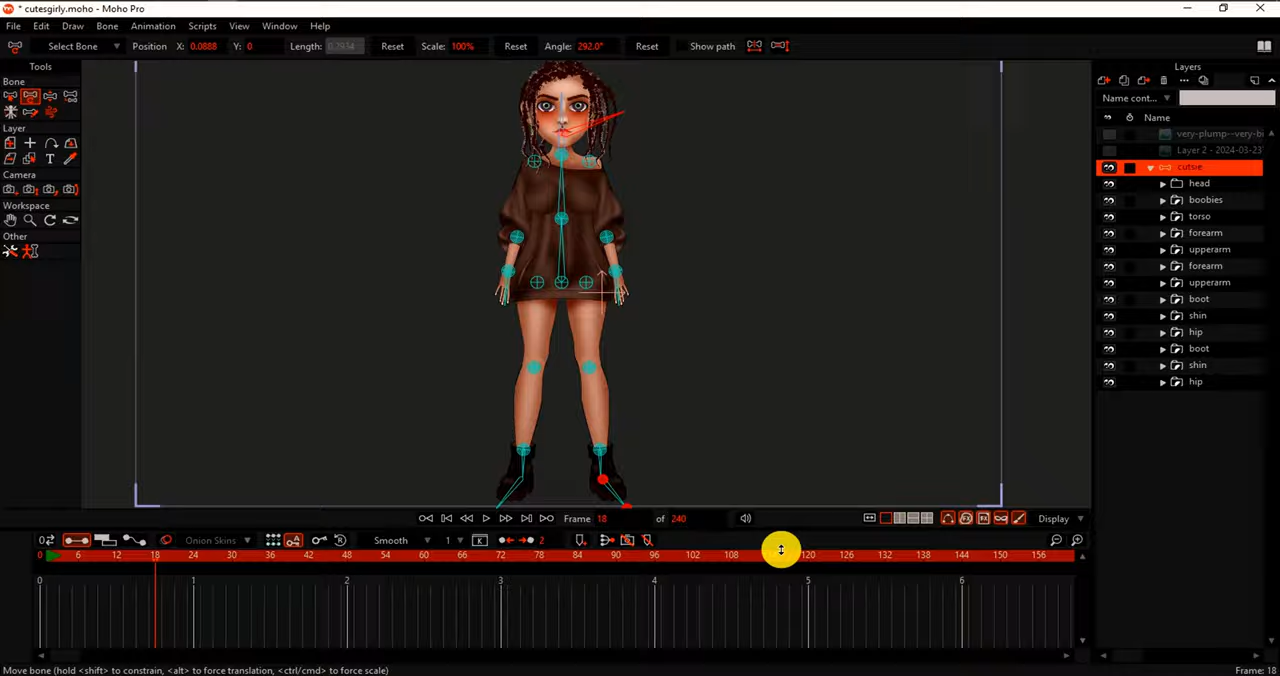 * cutesgirly.moho - Moho Pro
File Edit Draw Bone Animation Scripts View Window Help
Select Bone Position X: 0.0888 Y: 0 Length: 0.2934 Reset Scale: 100% Reset Angle: 292.0° Reset Show path
Tools
Bone
Layer
Camera
Workspace
Other
Layers
Name cont...
Name
very-plump--very-bi
Layer 2 - 2024-03-23
cutsie
head
boobies
torso
forearm
upperarm
forearm
upperarm
boot
shin
hip
boot
shin
hip
Frame 18 of 240 Display
Onion Skins Smooth 1 2
0 6 12 18 24 30 36 42 48 54 60 66 72 78 84 90 96 102 108 120 126 132 138 144 150 156
0 1 2 3 4 5 6
Move bone (hold <shift> to constrain, <alt> to force translation, <ctrl/cmd> to force scale) Frame: 18